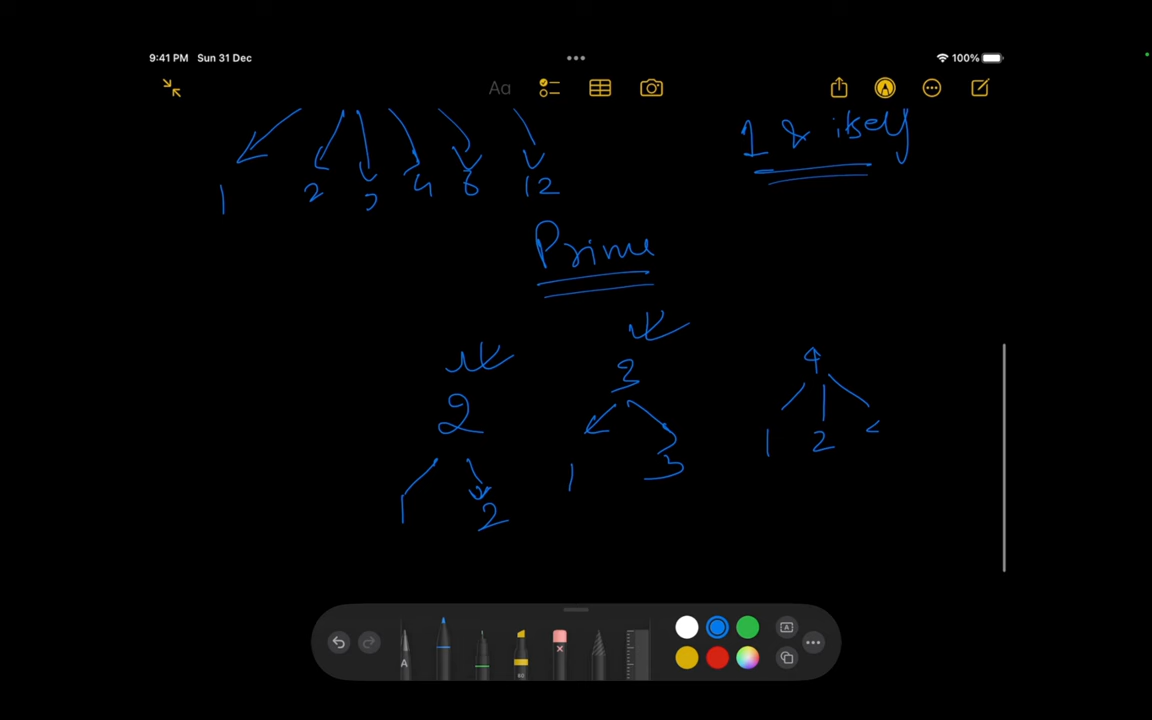 9:41 PM Sun 31 Dec
100%
Aa
1 & itself
1 2 3 4 6 12
Prime
2 3 4
1 2 1 3 1 2
A